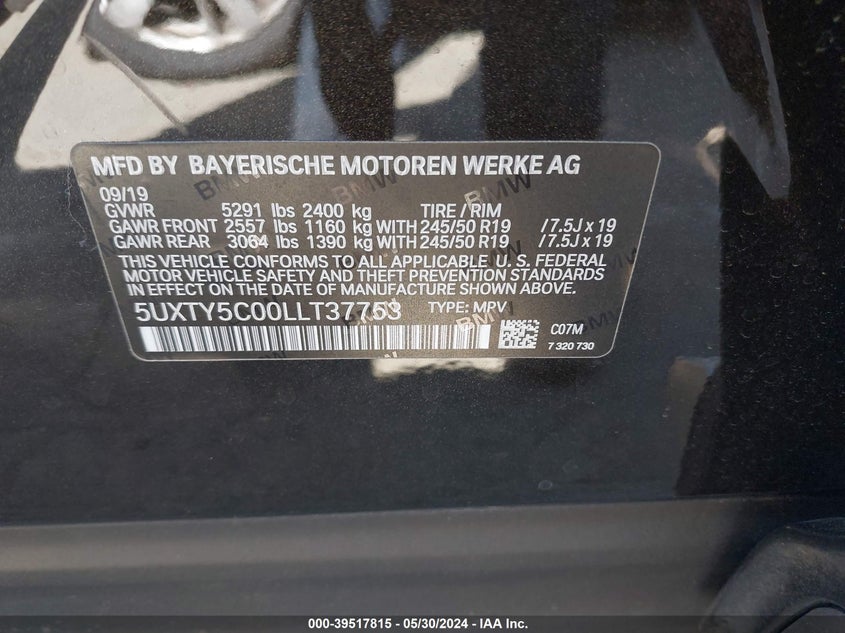 MFD BY BAYERISCHE MOTOREN WERKE AG
09/19
GVWR 5291 lbs 2400 kg TIRE / RIM
GAWR FRONT 2557 lbs 1160 kg WITH 245/50 R19 /7.5J x 19
GAWR REAR 3064 lbs 1390 kg WITH 245/50 R19 /7.5J x 19
THIS VEHICLE CONFORMS TO ALL APPLICABLE U. S. FEDERAL
MOTOR VEHICLE SAFETY AND THEFT PREVENTION STANDARDS
IN EFFECT ON THE DATE OF MANUFACTURE SHOWN ABOVE.
5UXTY5C00LLT37753 TYPE: MPV
C07M
7 320 730
000-39517815 - 05/30/2024 - IAA Inc.